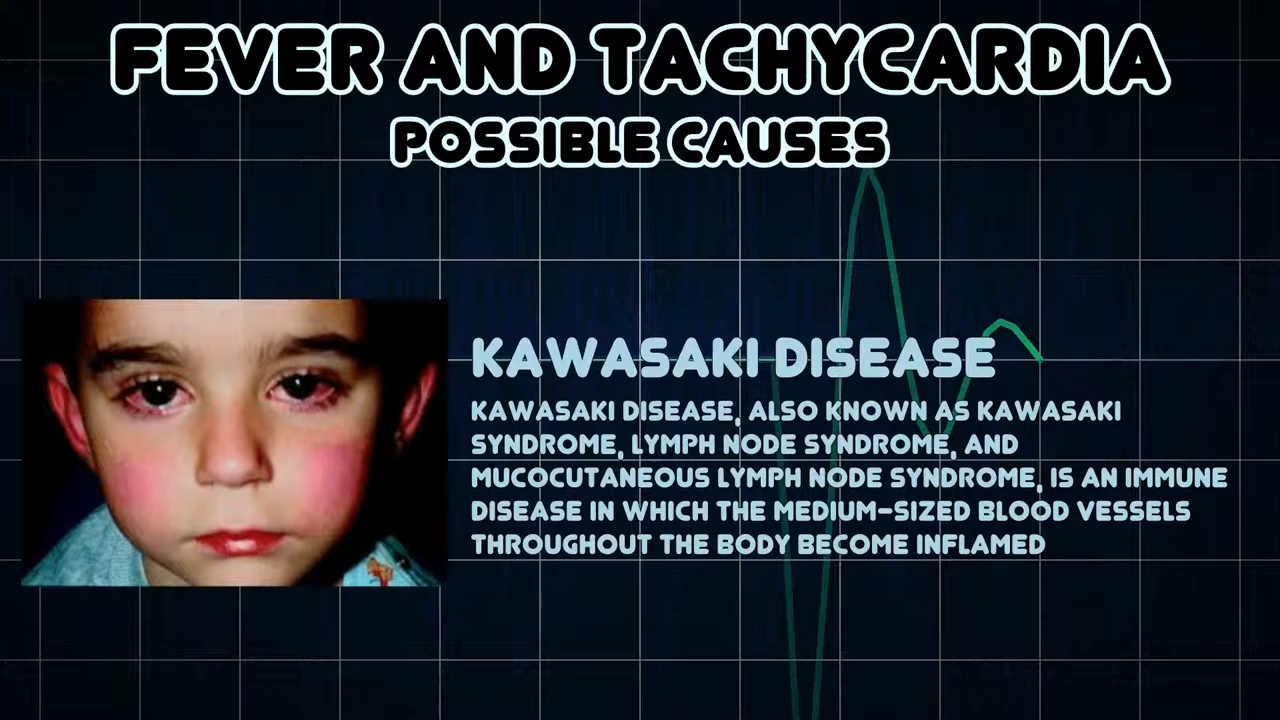 FEVER AND TACHYCARDIA
POSSIBLE CAUSES
KAWASAKI DISEASE
KAWASAKI DISEASE, ALSO KNOWN AS KAWASAKI
SYNDROME, LYMPH NODE SYNDROME, AND
MUCOCUTANEOUS LYMPH NODE SYNDROME, IS AN IMMUNE
DISEASE IN WHICH THE MEDIUM-SIZED BLOOD VESSELS
THROUGHOUT THE BODY BECOME INFLAMED